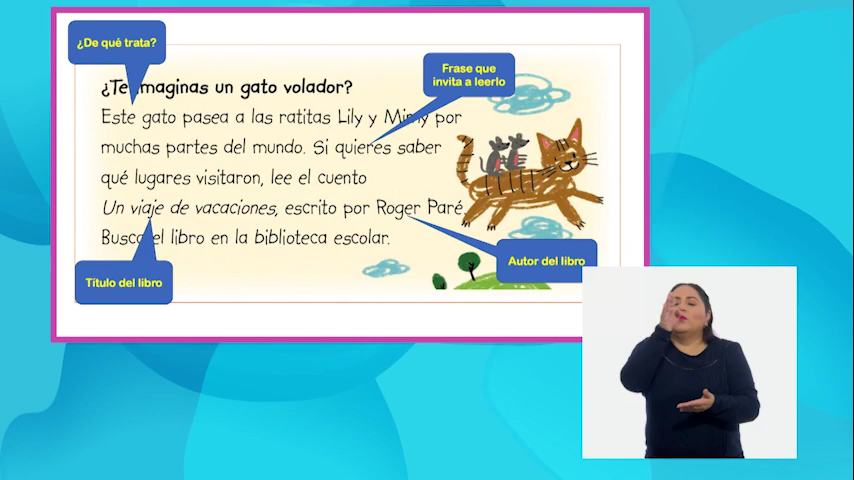 ¿De qué trata?
Frase que
invita a leerlo
¿Te imaginas un gato volador?
Este gato pasea a las ratitas Lily y Mimy por
muchas partes del mundo. Si quieres saber
qué lugares visitaron, lee el cuento
Un viaje de vacaciones, escrito por Roger Paré
Busca el libro en la biblioteca escolar.
Autor del libro
Título del libro